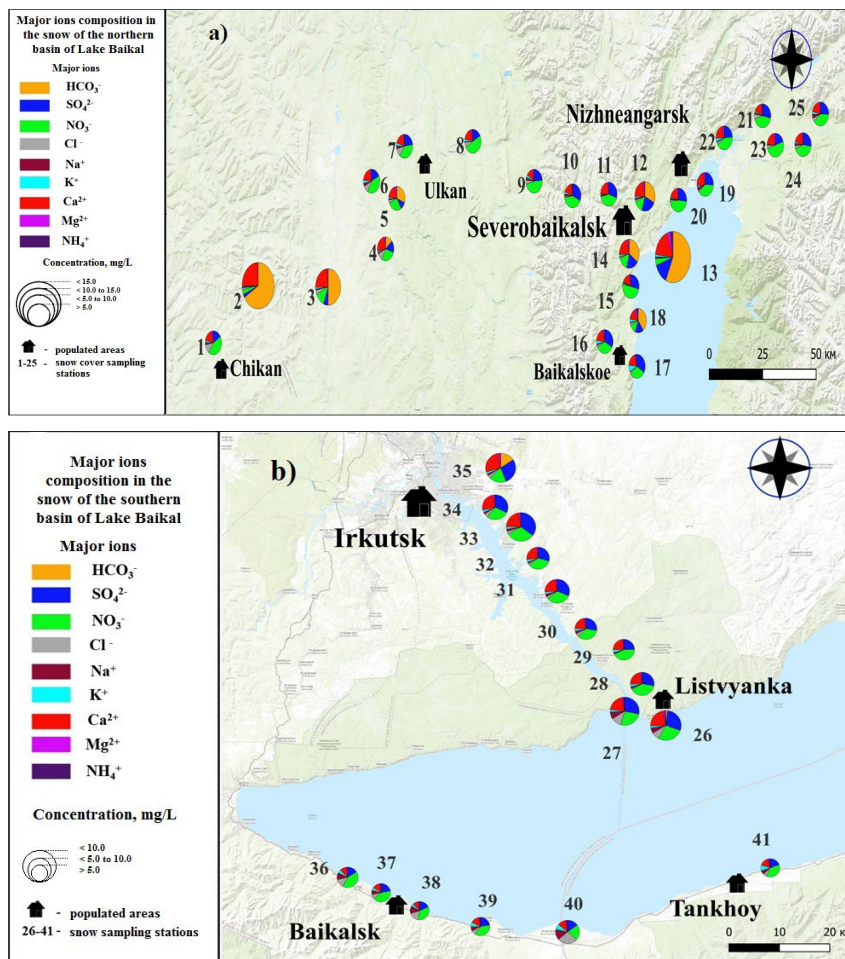 Major ions
composition in
the snow of the
northern
basin of Lake Baikal
Major ions
HCO₃⁻
SO₄²⁻
NO₃⁻
Cl⁻
Na⁺
K⁺
Ca²⁺
Mg²⁺
NH₄⁺
Concentration, mg/L
< 15.0
< 10.0 to 15.0
< 5.0 to 10.0
> 5.0
- populated areas
1-25 - snow cover sampling
stations
a)
Nizhneangarsk
21
25
22
23
24
7
8
Ulkan
6
5
9
10
11
12
19
20
Severobaikalsk
4
14
13
2
3
15
18
16
1
Chikan
Baikalskoe
17
0 25 50 км
Major ions
composition in the
snow of the southern
basin of Lake Baikal
Major ions
HCO₃⁻
SO₄²⁻
NO₃⁻
Cl⁻
Na⁺
K⁺
Ca²⁺
Mg²⁺
NH₄⁺
Concentration, mg/L
< 10.0
< 5.0 to 10.0
> 5.0
- populated areas
26-41 - snow sampling stations
b)
35
34
Irkutsk
33
32
31
30
29
28
Listvyanka
27
26
36
37
38
39
40
41
Baikalsk
Tankhoy
0 10 20 км